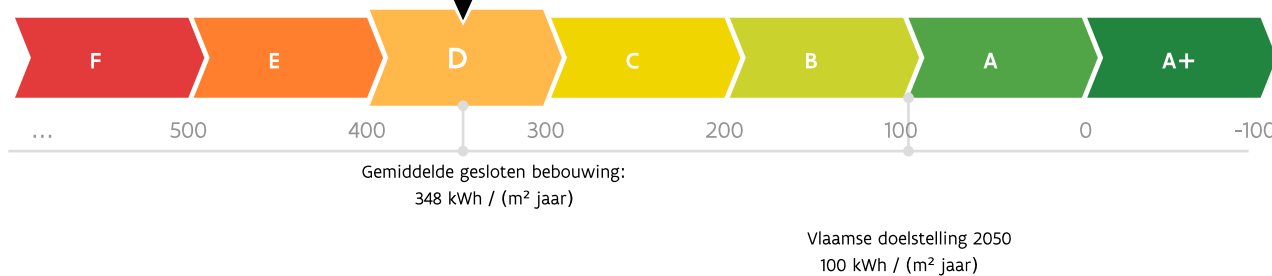 F E D C B A A+
... 500 400 300 200 100 0 -100
Gemiddelde gesloten bebouwing:
348 kWh / (m² jaar)
Vlaamse doelstelling 2050
100 kWh / (m² jaar)